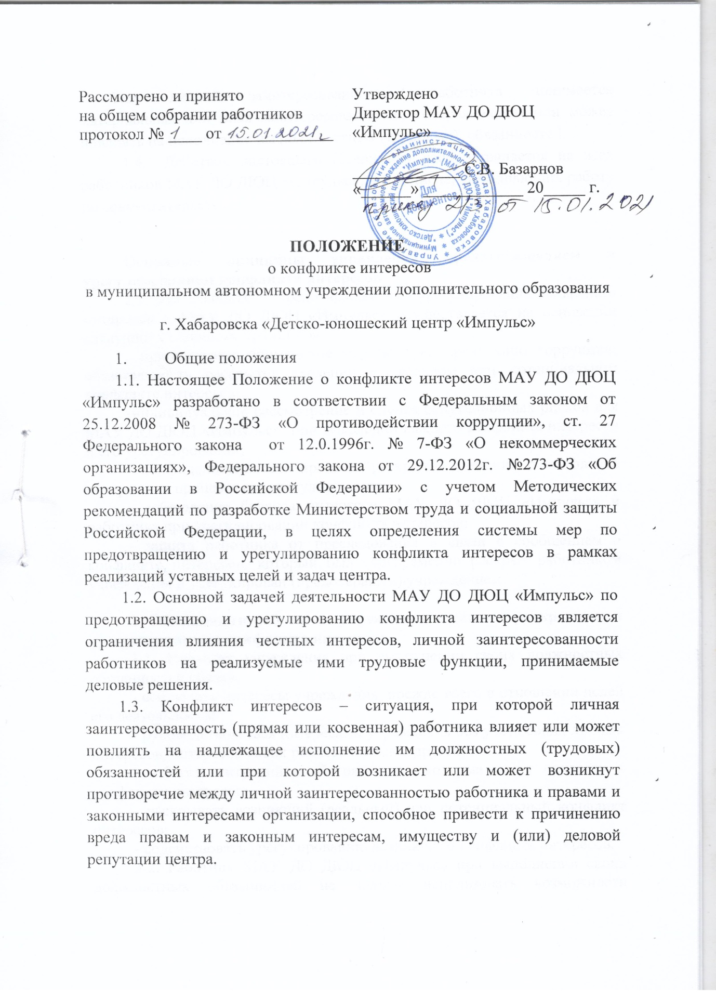 Рассмотрено и принято
на общем собрании работников
протокол № 1 от 15.01.2021г
Утверждено
Директор МАУ ДО ДЮЦ
«Импульс»
____________ С.В. Базарнов
«______» ____________ 20_____ г.
приказ 21/3 от 15.01.2021
Управление образования администрации города Хабаровска
Муниципальное автономное учреждение дополнительного образования г.Хабаровска
"Детско-юношеский центр "Импульс" (МАУ ДО ДЮЦ "Импульс")
Для
документов
ПОЛОЖЕНИЕ
о конфликте интересов
в муниципальном автономном учреждении дополнительного образования
г. Хабаровска «Детско-юношеский центр «Импульс»
1. Общие положения
1.1. Настоящее Положение о конфликте интересов МАУ ДО ДЮЦ
«Импульс» разработано в соответствии с Федеральным законом от
25.12.2008 № 273-ФЗ «О противодействии коррупции», ст. 27
Федерального закона от 12.0.1996г. № 7-ФЗ «О некоммерческих
организациях», Федерального закона от 29.12.2012г. №273-ФЗ «Об
образовании в Российской Федерации» с учетом Методических
рекомендаций по разработке Министерством труда и социальной защиты
Российской Федерации, в целях определения системы мер по
предотвращению и урегулированию конфликта интересов в рамках
реализаций уставных целей и задач центра.
1.2. Основной задачей деятельности МАУ ДО ДЮЦ «Импульс» по
предотвращению и урегулированию конфликта интересов является
ограничения влияния честных интересов, личной заинтересованности
работников на реализуемые ими трудовые функции, принимаемые
деловые решения.
1.3. Конфликт интересов – ситуация, при которой личная
заинтересованность (прямая или косвенная) работника влияет или может
повлиять на надлежащее исполнение им должностных (трудовых)
обязанностей или при которой возникает или может возникнут
противоречие между личной заинтересованностью работника и правами и
законными интересами организации, способное привести к причинению
вреда правам и законным интересам, имуществу и (или) деловой
репутации центра.